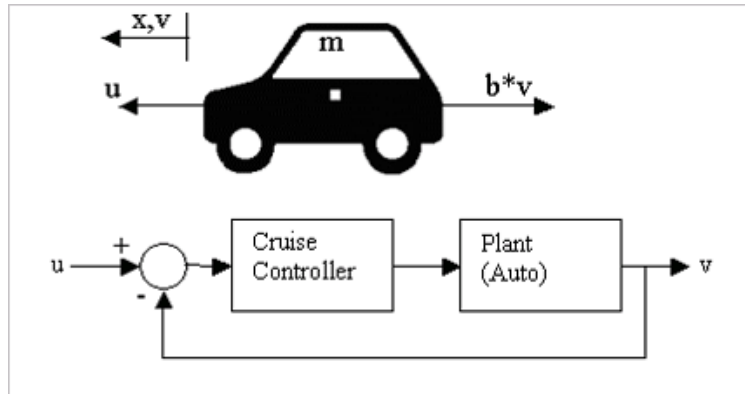 x,v
m
u
b*v
Cruise
Controller
Plant
(Auto)
+
u
v
-